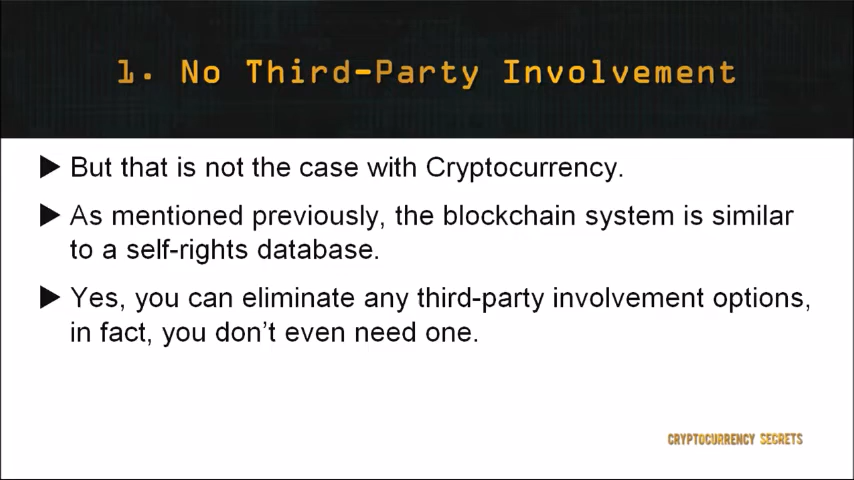 1. No Third-Party Involvement
But that is not the case with Cryptocurrency.
As mentioned previously, the blockchain system is similar
to a self-rights database.
Yes, you can eliminate any third-party involvement options,
in fact, you don't even need one.
CRYPTOCURRENCY SECRETS